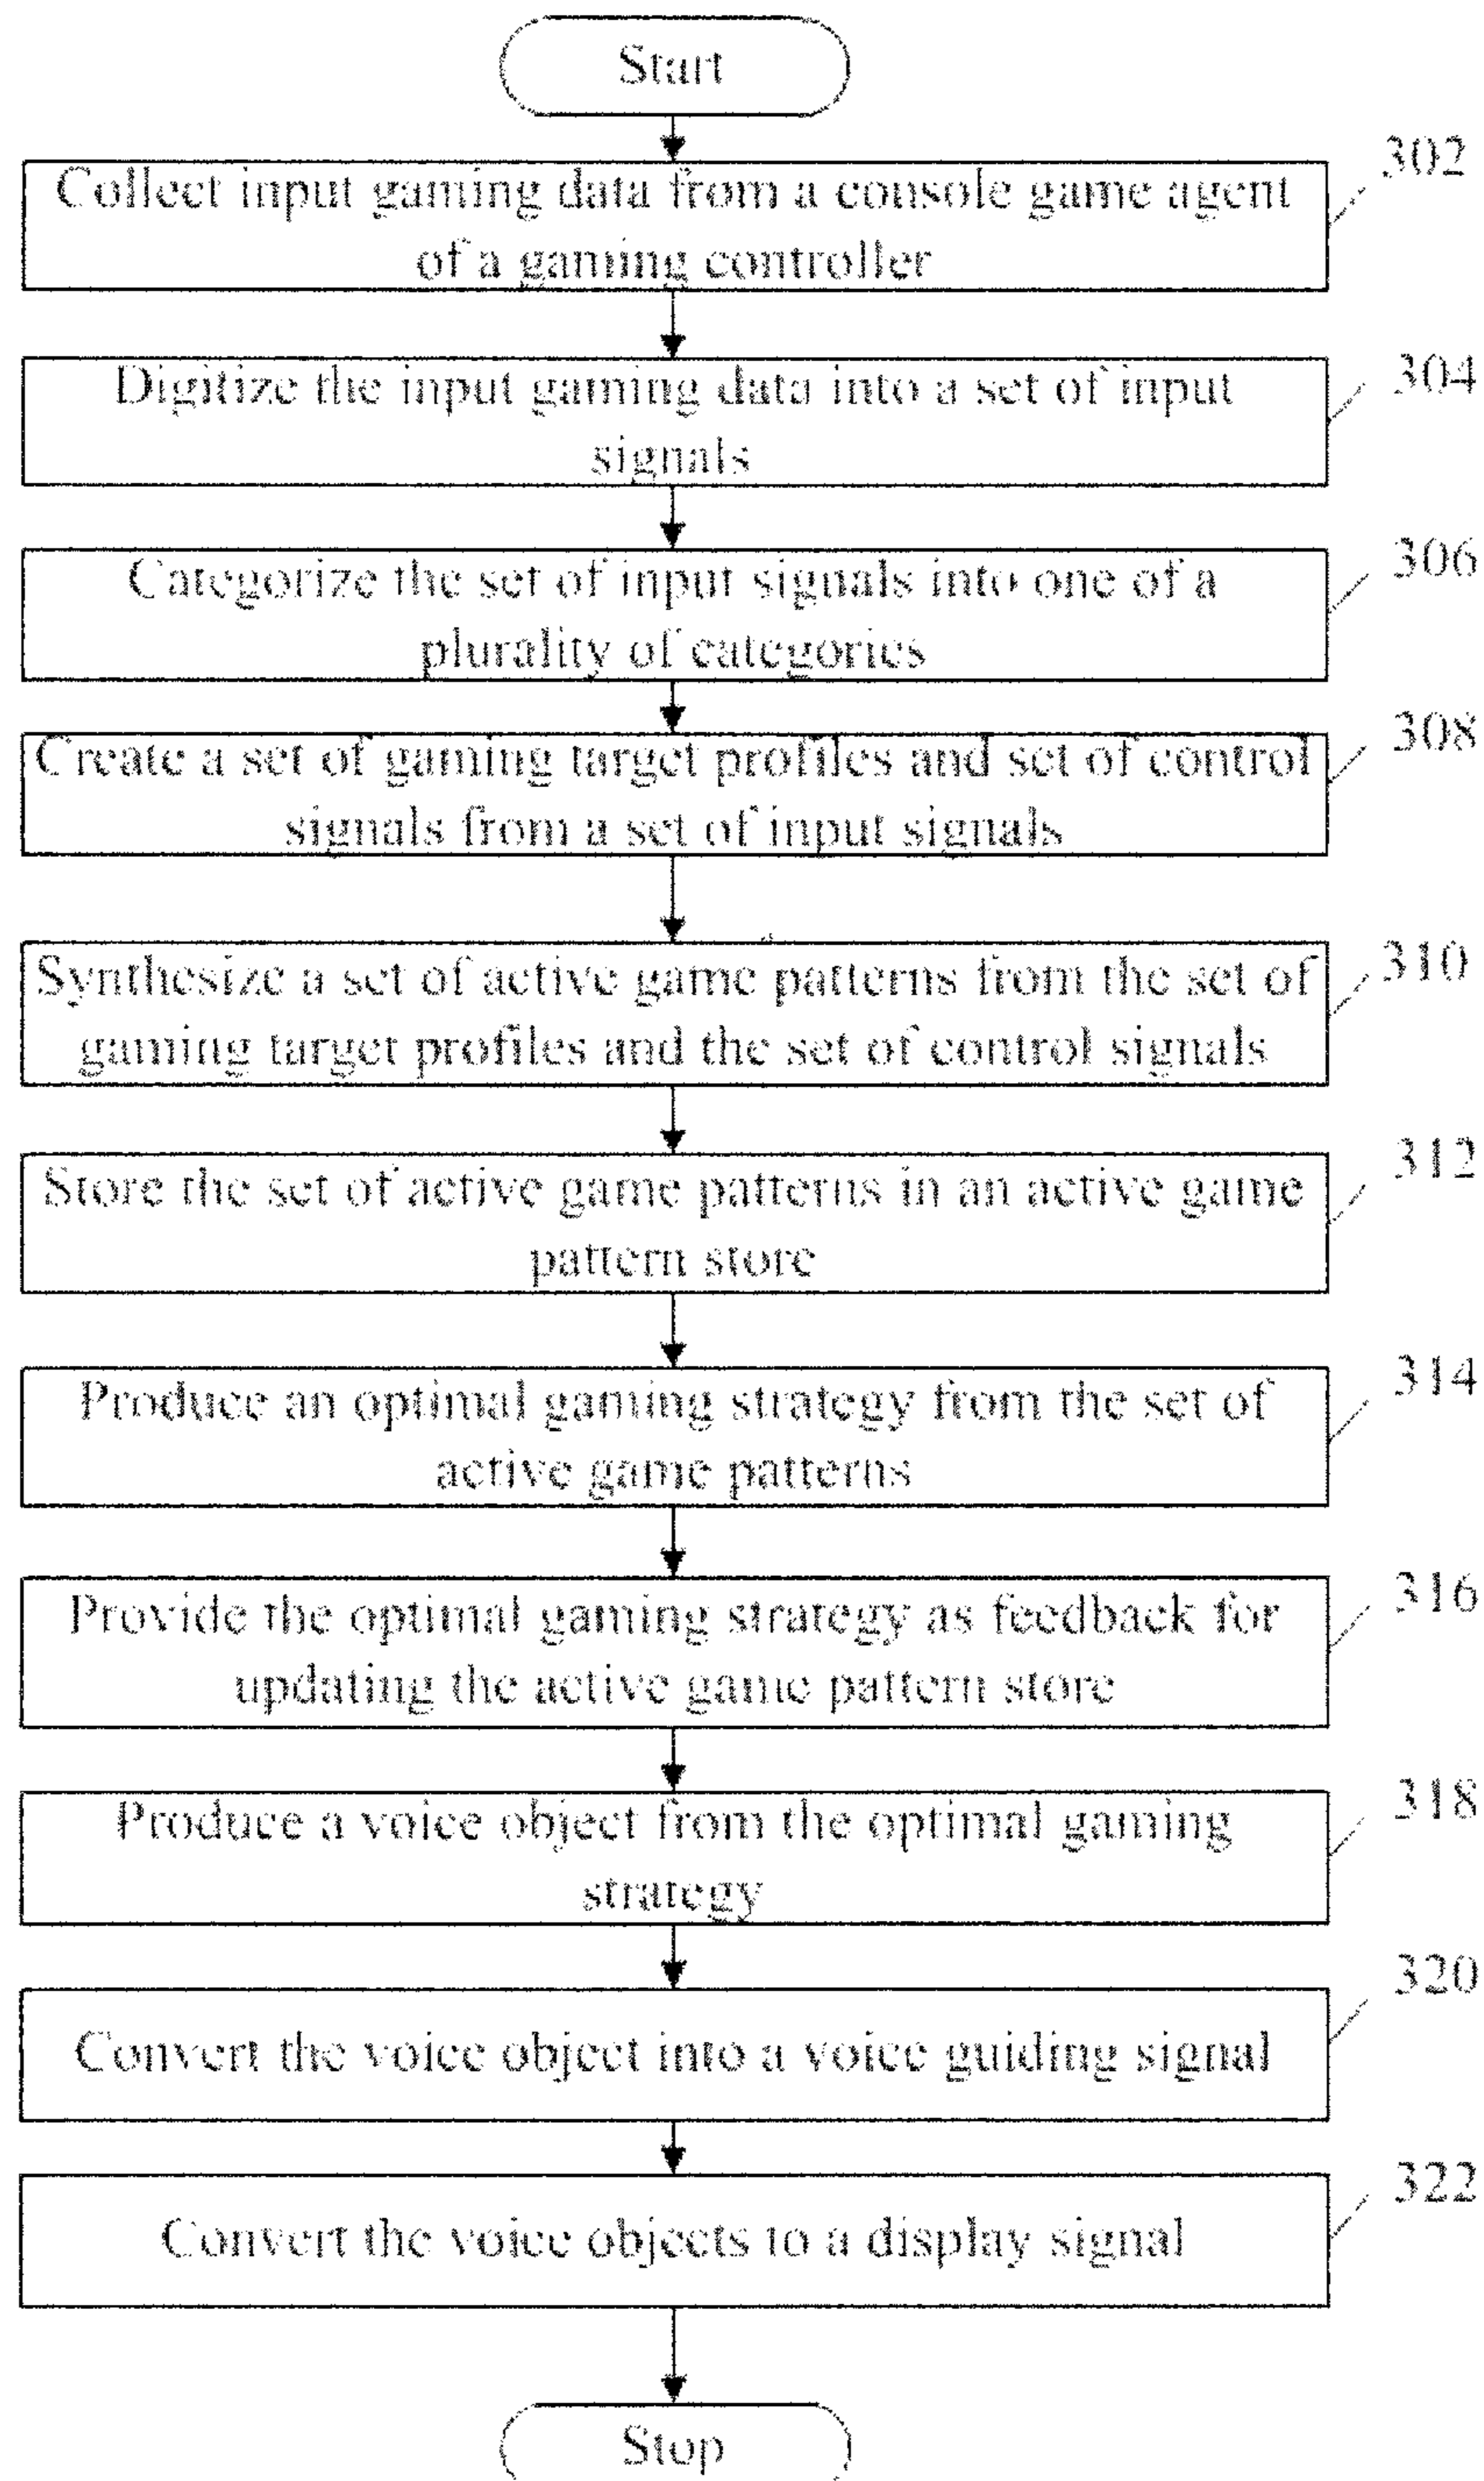 Start
302
Collect input gaming data from a console game agent
of a gaming controller
304
Digitize the input gaming data into a set of input
signals
306
Categorize the set of input signals into one of a
plurality of categories
308
Create a set of gaming target profiles and set of control
signals from a set of input signals
310
Synthesize a set of active game patterns from the set of
gaming target profiles and the set of control signals
312
Store the set of active game patterns in an active game
pattern store
314
Produce an optimal gaming strategy from the set of
active game patterns
316
Provide the optimal gaming strategy as feedback for
updating the active game pattern store
318
Produce a voice object from the optimal gaming
strategy
320
Convert the voice object into a voice guiding signal
322
Convert the voice objects to a display signal
Stop